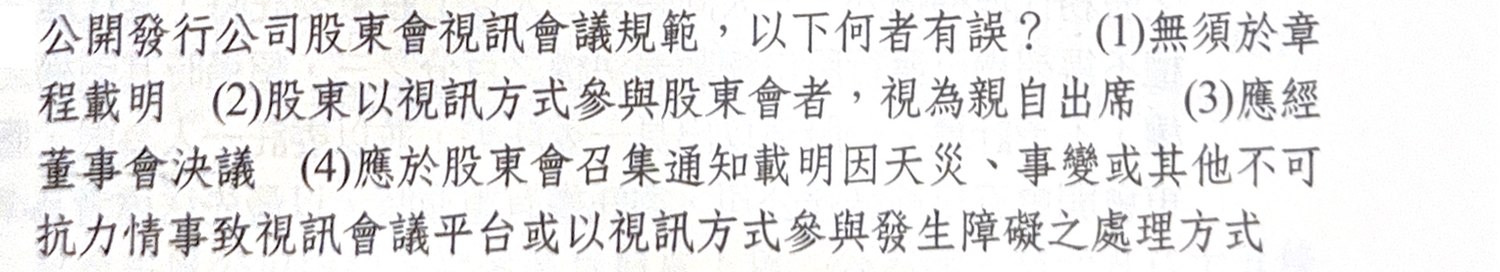 公開發行公司股東會視訊會議規範，以下何者有誤？　(1)無須於章
程載明　(2)股東以視訊方式參與股東會者，視為親自出席　(3)應經
董事會決議　(4)應於股東會召集通知載明因天災、事變或其他不可
抗力情事致視訊會議平台或以視訊方式參與發生障礙之處理方式